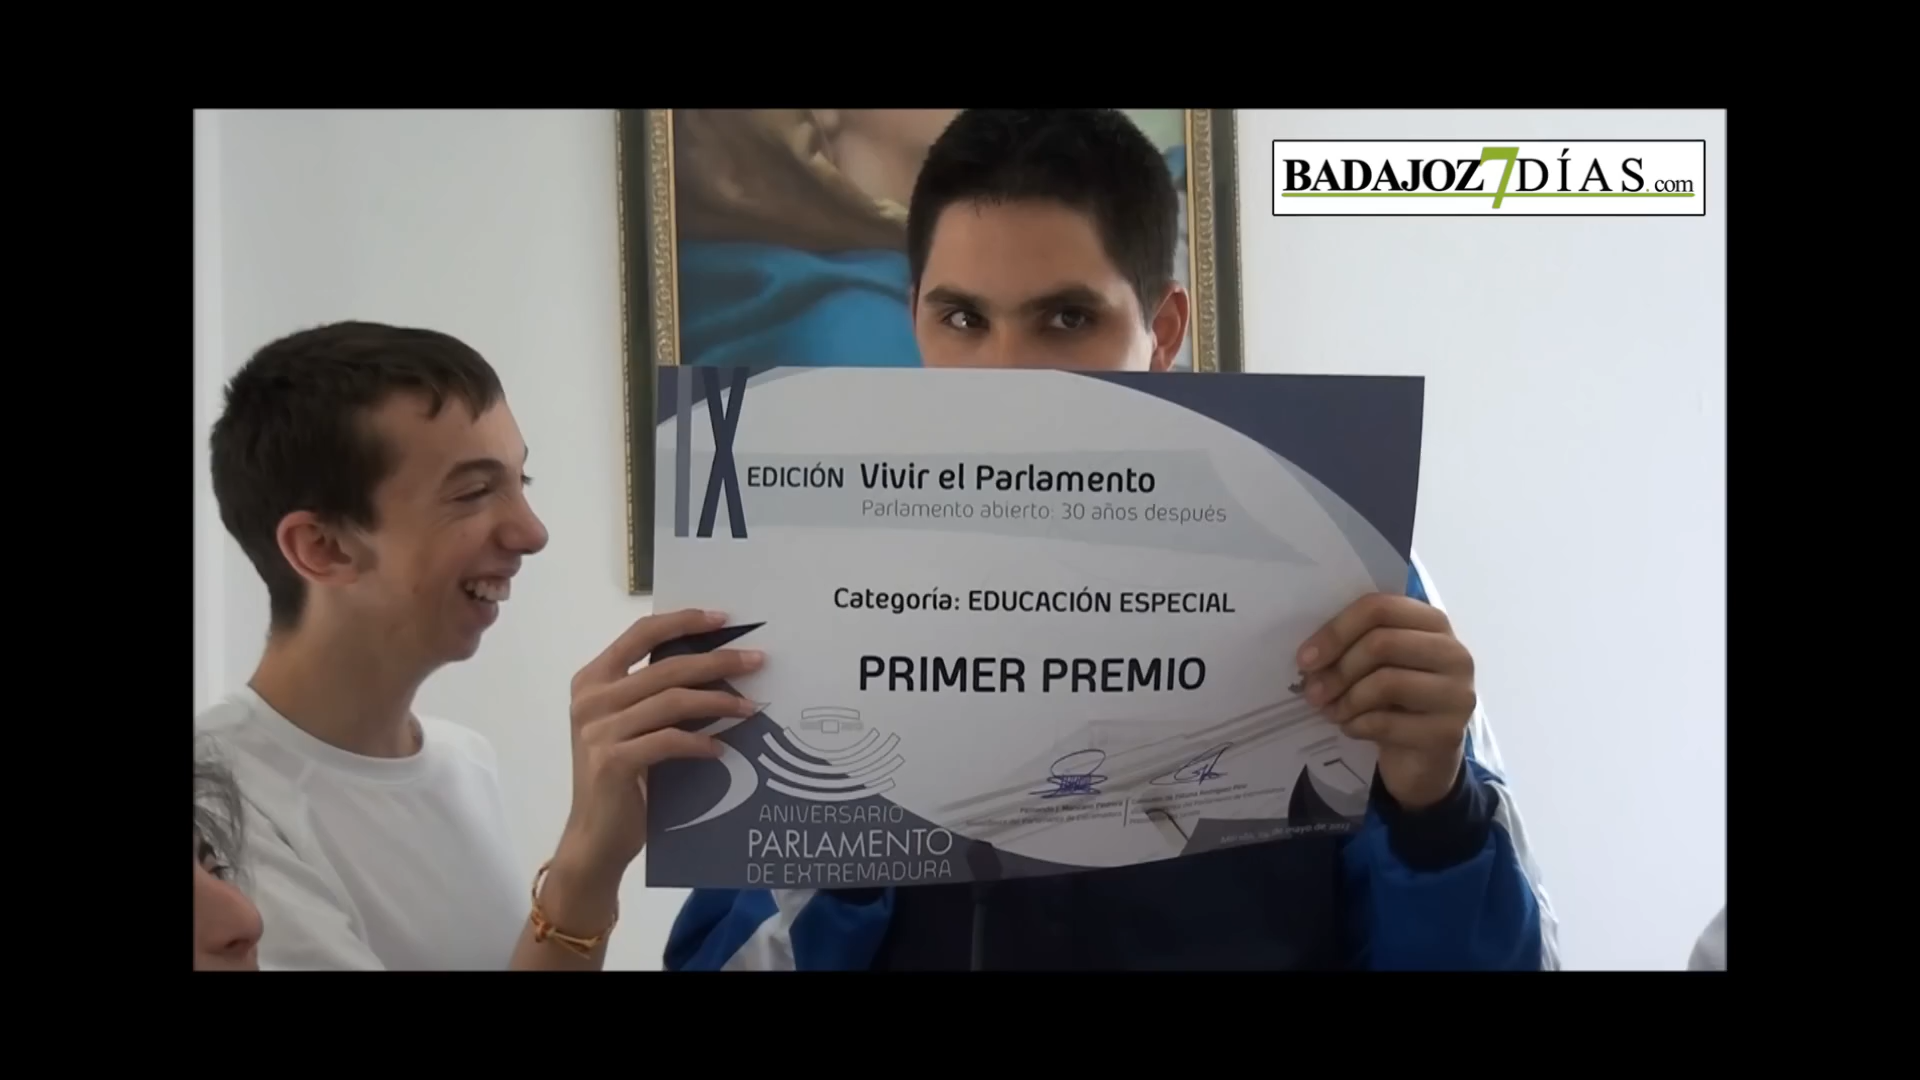 BADAJOZ7DÍAS.com
IX EDICIÓN Vivir el Parlamento
Parlamento abierto: 30 años después
Categoría: EDUCACIÓN ESPECIAL
PRIMER PREMIO
ANIVERSARIO
PARLAMENTO
DE EXTREMADURA